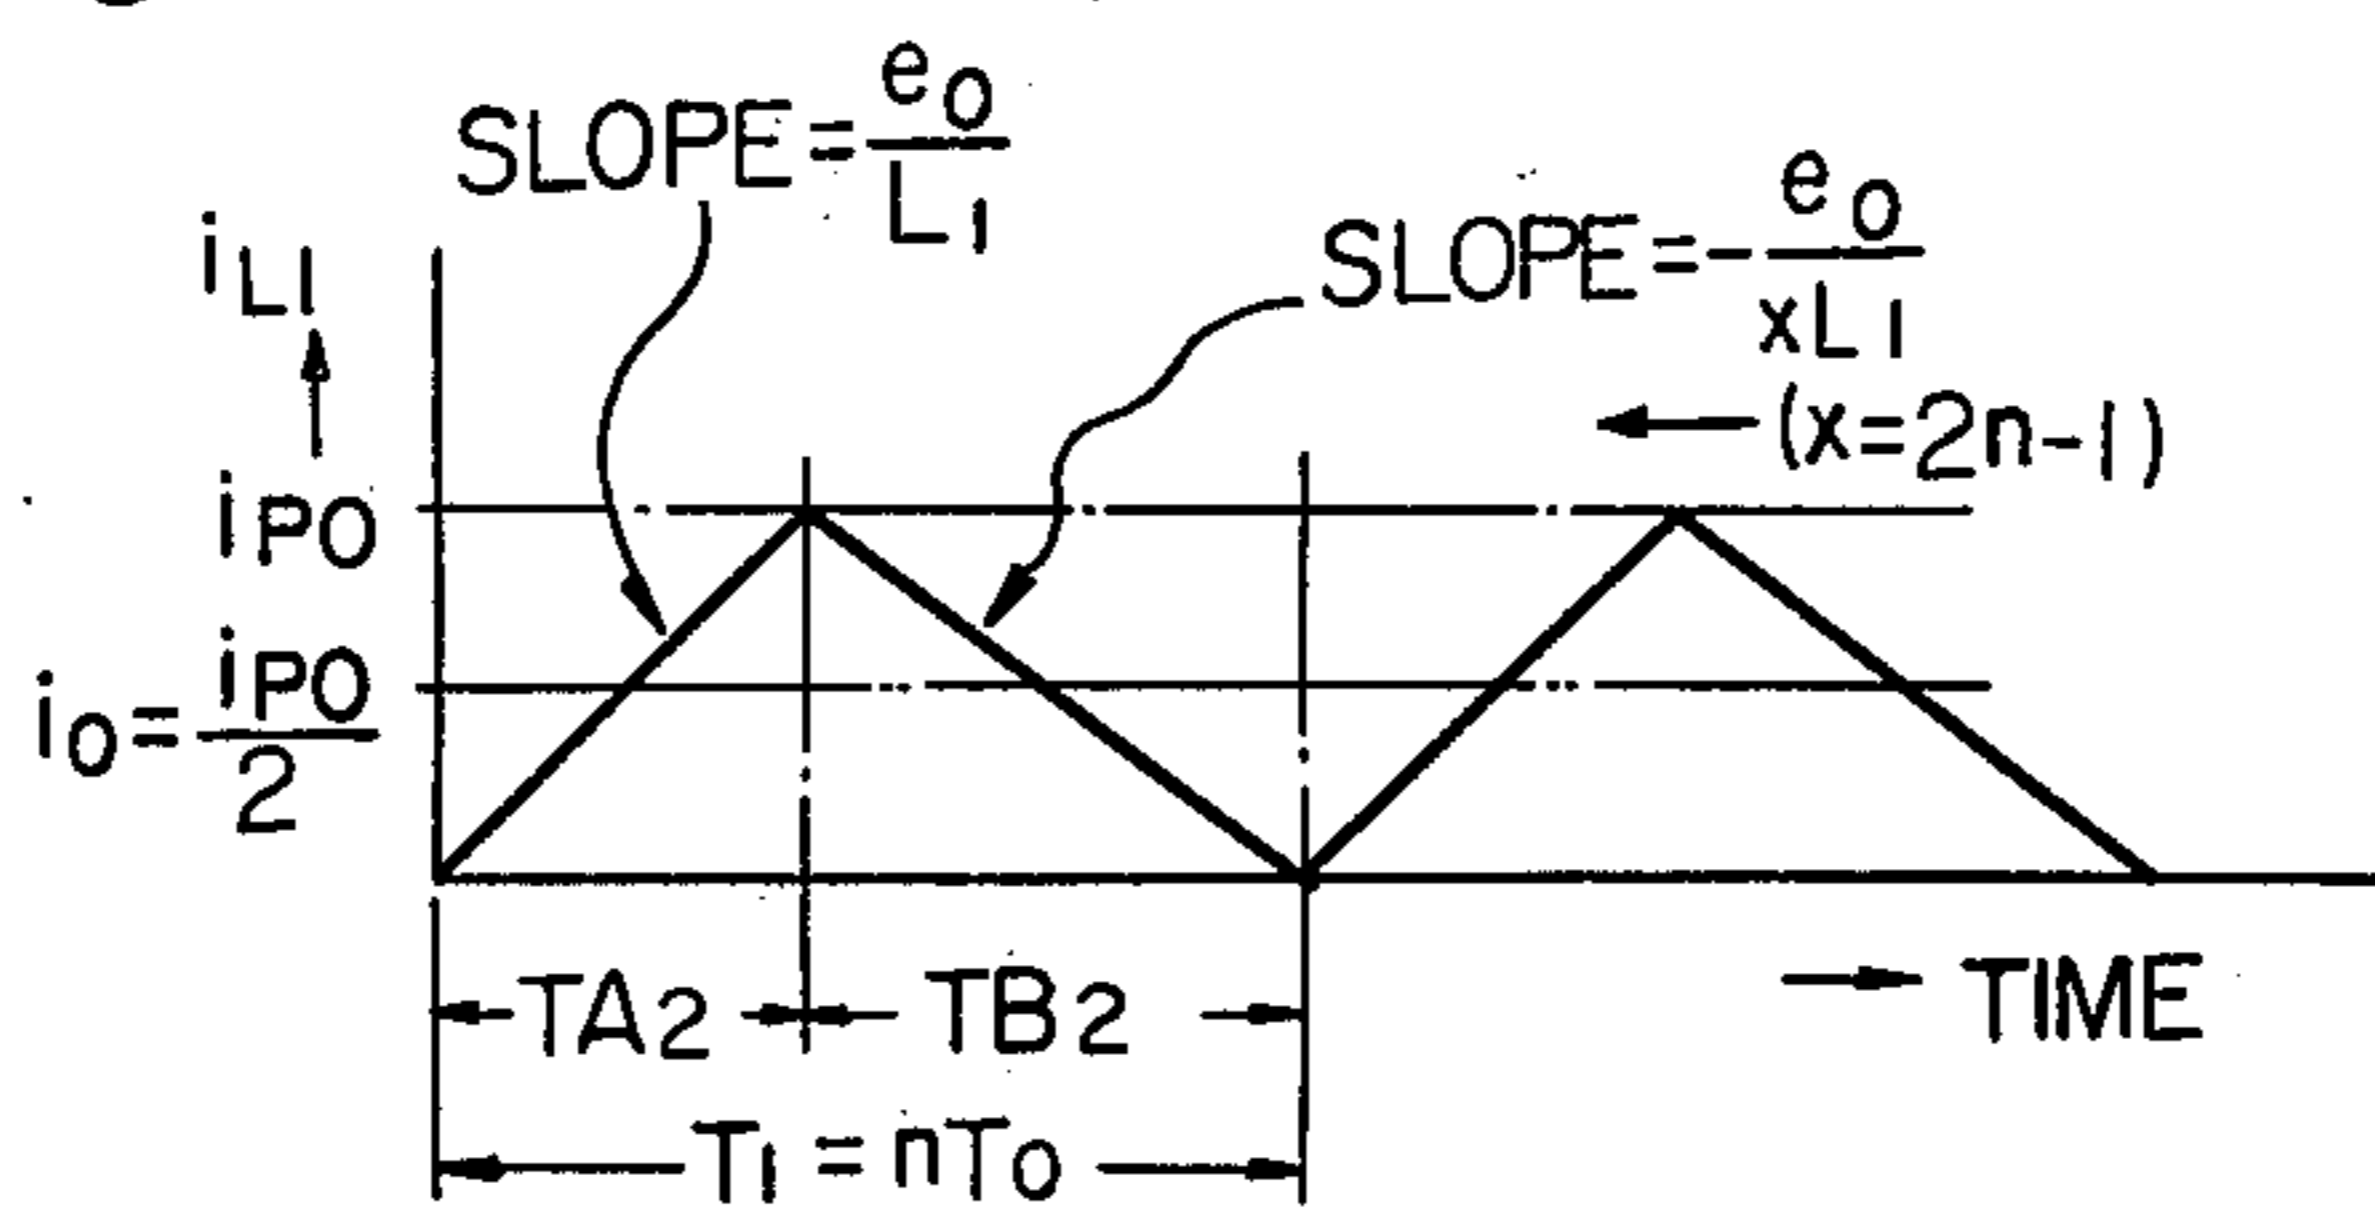 SLOPE = e0/L1
SLOPE = - e0/xL1
(x=2n-1)
iL1
iPO
i0 = iPO/2
TA2
TB2
TIME
T1 = nT0